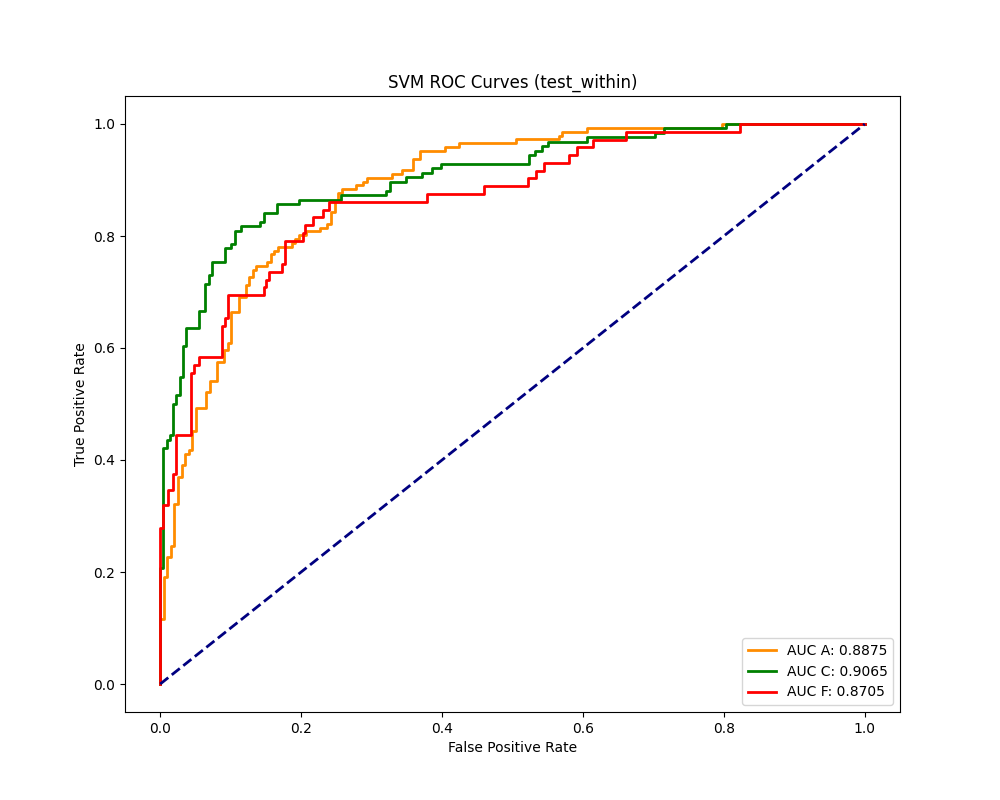 SVM ROC Curves (test_within)
True Positive Rate
1.0
0.8
0.6
0.4
0.2
0.0
0.0 0.2 0.4 0.6 0.8 1.0
False Positive Rate
AUC A: 0.8875
AUC C: 0.9065
AUC F: 0.8705